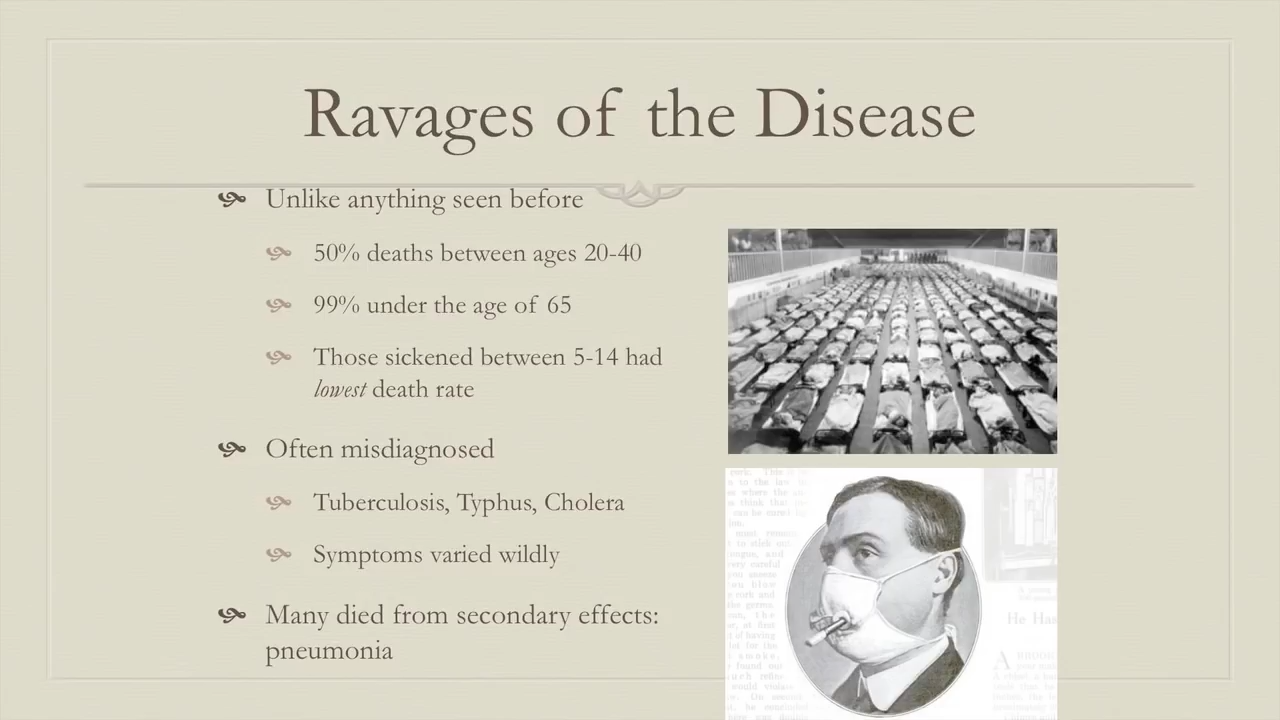 Ravages of the Disease
Unlike anything seen before
50% deaths between ages 20-40
99% under the age of 65
Those sickened between 5-14 had
lowest death rate
Often misdiagnosed
Tuberculosis, Typhus, Cholera
Symptoms varied wildly
Many died from secondary effects:
pneumonia
He Has